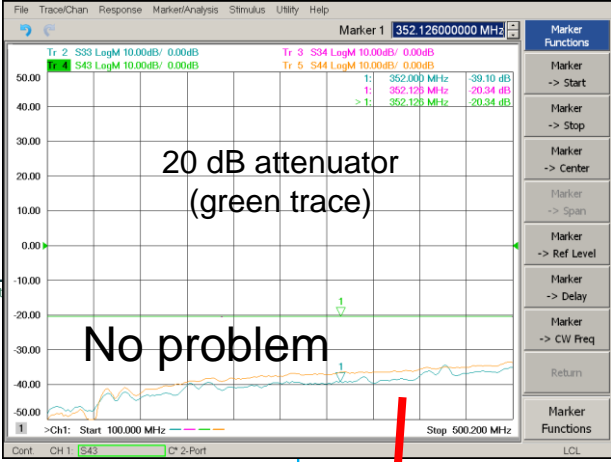 File Trace/Chan Response Marker/Analysis Stimulus Utility Help
Marker 1 352.126000000 MHz
Marker Functions
Tr 2 S33 LogM 10.00dB/ 0.00dB
Tr 3 S34 LogM 10.00dB/ 0.00dB
Tr 4 S43 LogM 10.00dB/ 0.00dB
Tr 5 S44 LogM 10.00dB/ 0.00dB
50.00
1: 352.000 MHz -39.10 dB
1: 352.126 MHz -20.34 dB
> 1: 352.126 MHz -20.34 dB
40.00
30.00
20.00
10.00
0.00
-10.00
-20.00
-30.00
-40.00
-50.00
20 dB attenuator
(green trace)
1
No problem
1
1 >Ch1: Start 100.000 MHz
Stop 500.200 MHz
Cont. CH 1: S43 C* 2-Port LCL
Marker
-> Start
Marker
-> Stop
Marker
-> Center
Marker
-> Span
Marker
-> Ref Level
Marker
-> Delay
Marker
-> CW Freq
Return
Marker
Functions